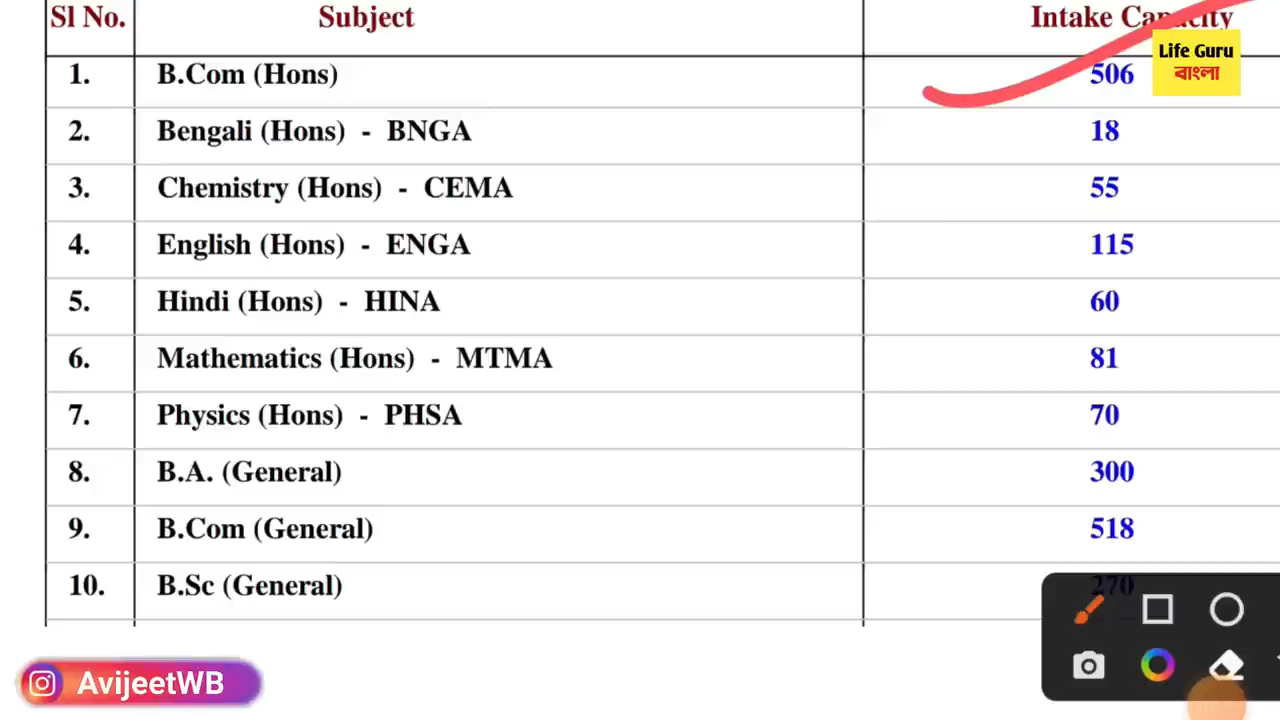 Sl No. Subject Intake Capacity
Life Guru
বাংলা
1. B.Com (Hons) 506
2. Bengali (Hons) - BNGA 18
3. Chemistry (Hons) - CEMA 55
4. English (Hons) - ENGA 115
5. Hindi (Hons) - HINA 60
6. Mathematics (Hons) - MTMA 81
7. Physics (Hons) - PHSA 70
8. B.A. (General) 300
9. B.Com (General) 518
10. B.Sc (General) 270
AvijeetWB